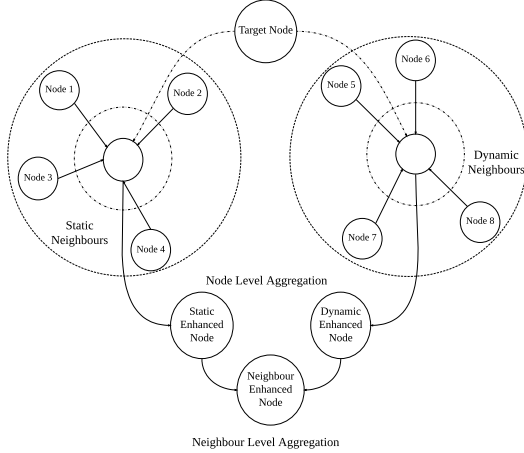 Target Node
Node 1
Node 2
Node 3
Node 4
Static
Neighbours
Node 5
Node 6
Node 7
Node 8
Dynamic
Neighbours
Node Level Aggregation
Static
Enhanced
Node
Dynamic
Enhanced
Node
Neighbour
Enhanced
Node
Neighbour Level Aggregation